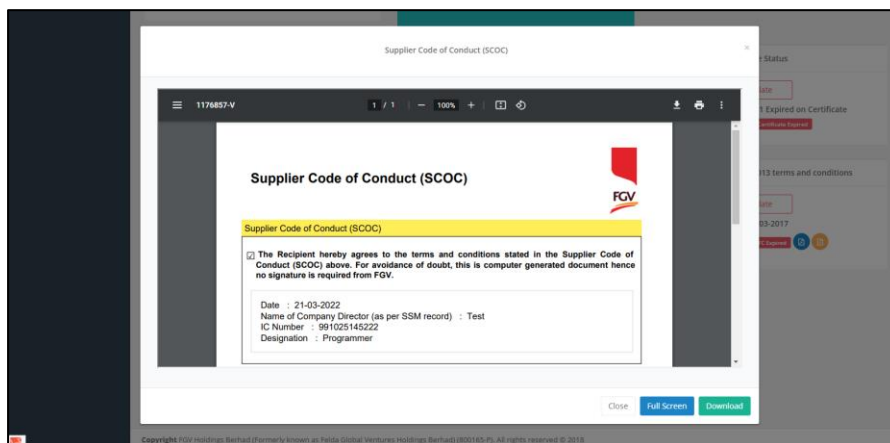 Supplier Code of Conduct (SCOC)
×
1176857-V
1 / 1
100%
Supplier Code of Conduct (SCOC)
FGV
Supplier Code of Conduct (SCOC)
The Recipient hereby agrees to the terms and conditions stated in the Supplier Code of
Conduct (SCOC) above. For avoidance of doubt, this is computer generated document hence
no signature is required from FGV.
Date : 21-03-2022
Name of Company Director (as per SSM record) : Test
IC Number : 991025145222
Designation : Programmer
Close
Full Screen
Download
Status
1 Expired on Certificate
Certificate Expired
013 terms and conditions
03-2017
Expired
Copyright FGV Holdings Berhad (Formerly known as Felda Global Ventures Holdings Berhad) (800165-P). All rights reserved © 2018